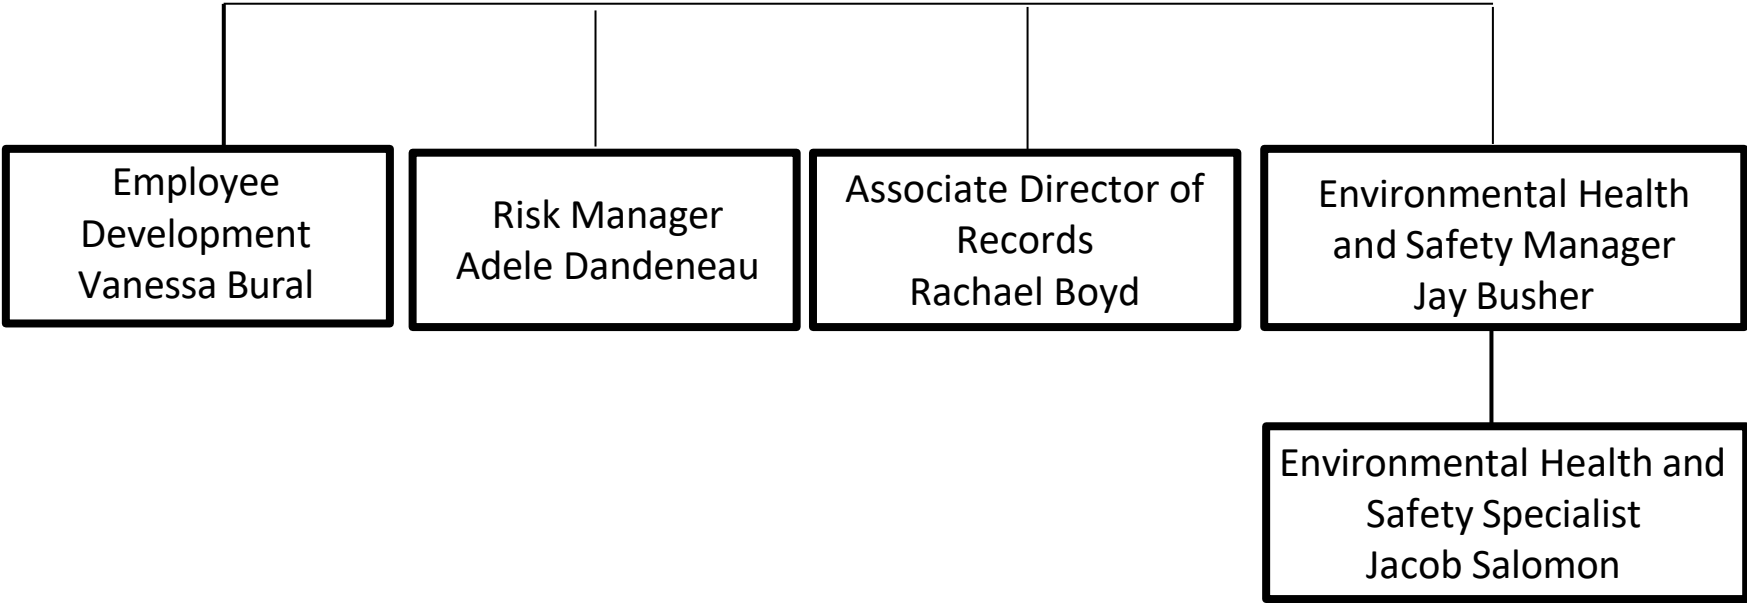 Employee
Development
Vanessa Bural
Risk Manager
Adele Dandeneau
Associate Director of
Records
Rachael Boyd
Environmental Health
and Safety Manager
Jay Busher
Environmental Health and
Safety Specialist
Jacob Salomon